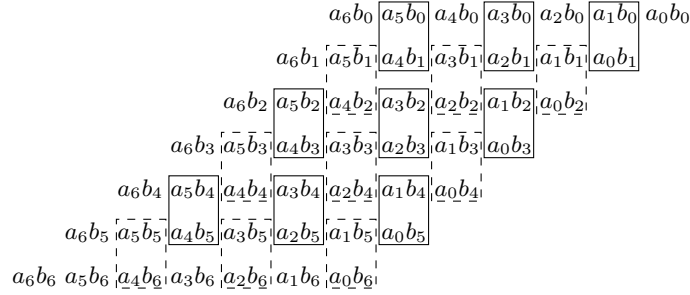 a₆b₀ a₅b₀ a₄b₀ a₃b₀ a₂b₀ a₁b₀ a₀b₀
a₆b₁ a₅b₁ a₄b₁ a₃b₁ a₂b₁ a₁b₁ a₀b₁
a₆b₂ a₅b₂ a₄b₂ a₃b₂ a₂b₂ a₁b₂ a₀b₂
a₆b₃ a₅b₃ a₄b₃ a₃b₃ a₂b₃ a₁b₃ a₀b₃
a₆b₄ a₅b₄ a₄b₄ a₃b₄ a₂b₄ a₁b₄ a₀b₄
a₆b₅ a₅b₅ a₄b₅ a₃b₅ a₂b₅ a₁b₅ a₀b₅
a₆b₆ a₅b₆ a₄b₆ a₃b₆ a₂b₆ a₁b₆ a₀b₆